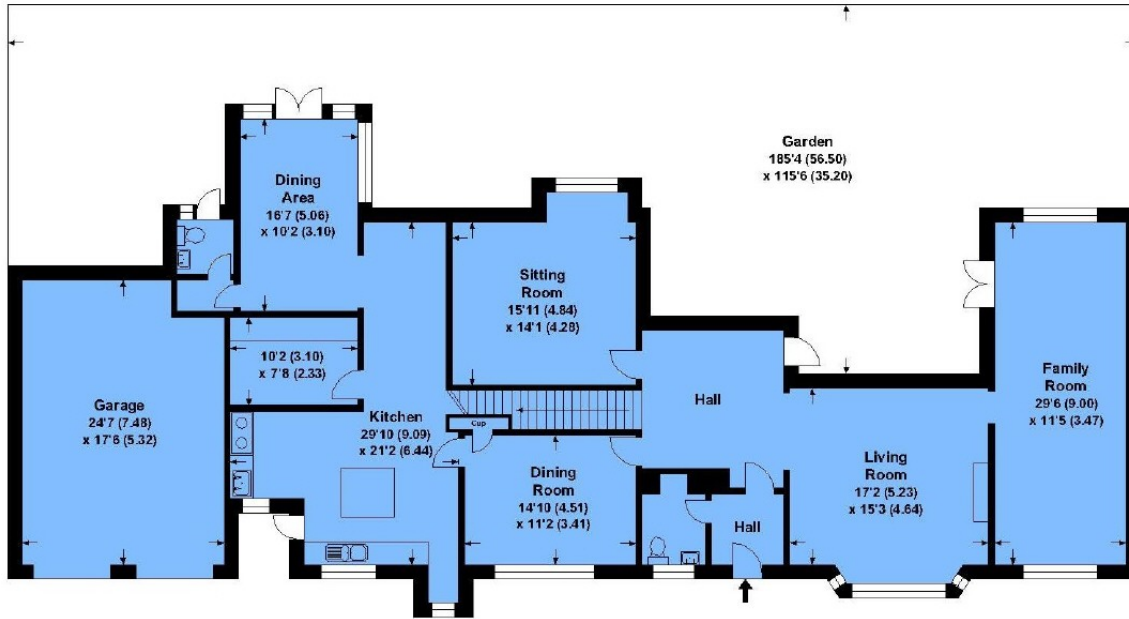 Garden
185'4 (56.50)
x 115'6 (35.20)
Dining
Area
16'7 (5.06)
x 10'2 (3.10)
Sitting
Room
15'11 (4.84)
x 14'1 (4.28)
10'2 (3.10)
x 7'8 (2.33)
Garage
24'7 (7.48)
x 17'6 (5.32)
Kitchen
29'10 (9.09)
x 21'2 (6.44)
Cup
Dining
Room
14'10 (4.51)
x 11'2 (3.41)
Hall
Hall
Living
Room
17'2 (5.23)
x 15'3 (4.64)
Family
Room
29'6 (9.00)
x 11'5 (3.47)